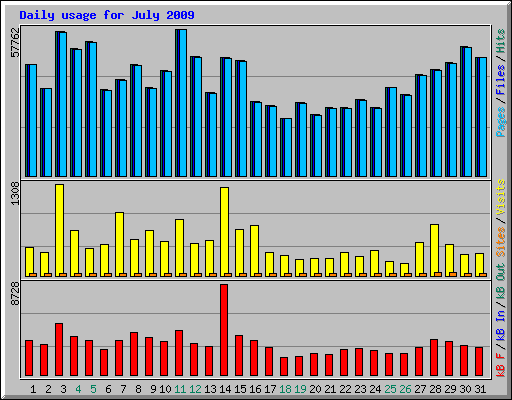 Daily usage for July 2009
57762
Pages / Files / Hits
1308
Sites / Visits
8728
kB F / kB In / kB Out
1 2 3 4 5 6 7 8 9 10 11 12 13 14 15 16 17 18 19 20 21 22 23 24 25 26 27 28 29 30 31